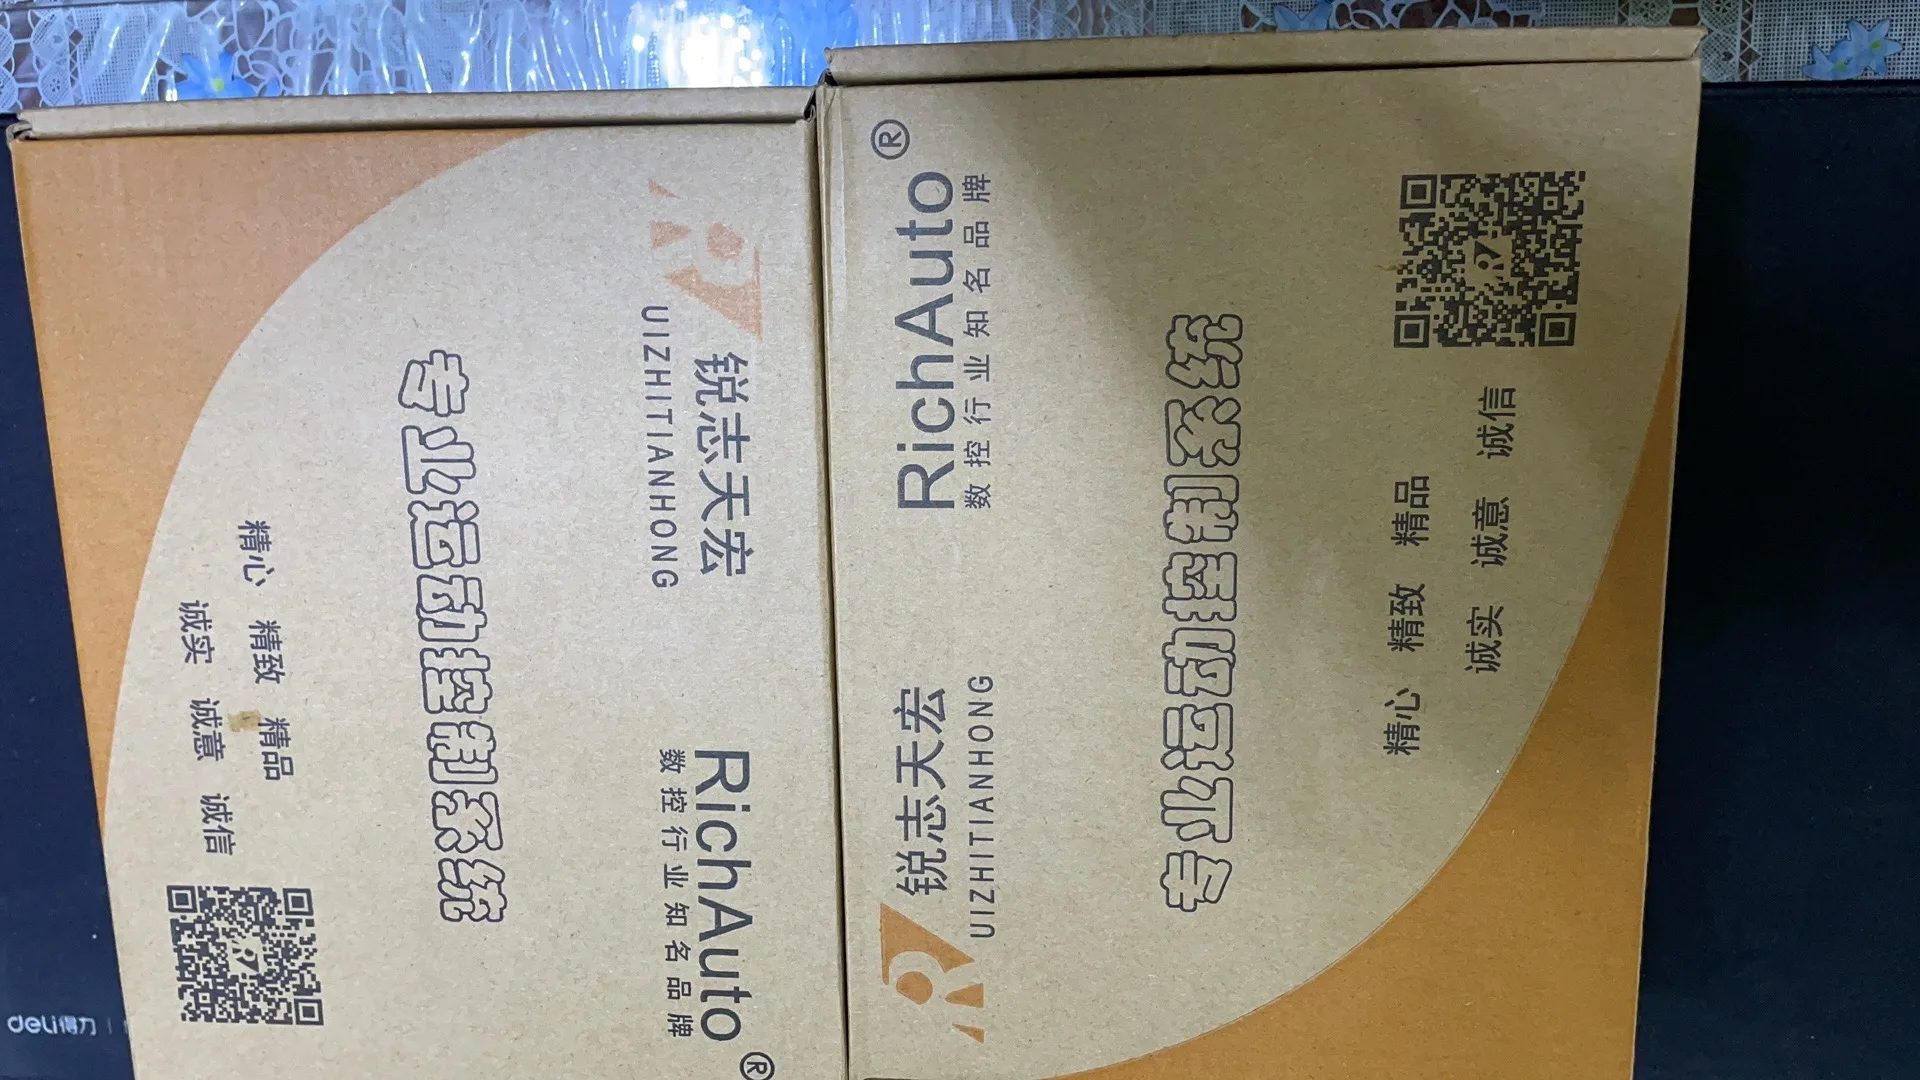 锐志天宏
UIZHITIANHONG
RichAuto®
数控行业知名品牌
专业运动控制系统
精心 精致 精品
诚实 诚意 诚信
锐志天宏
UIZHITIANHONG
RichAuto®
数控行业知名品牌
专业运动控制系统
精心 精致 精品
诚实 诚意 诚信
deli得力